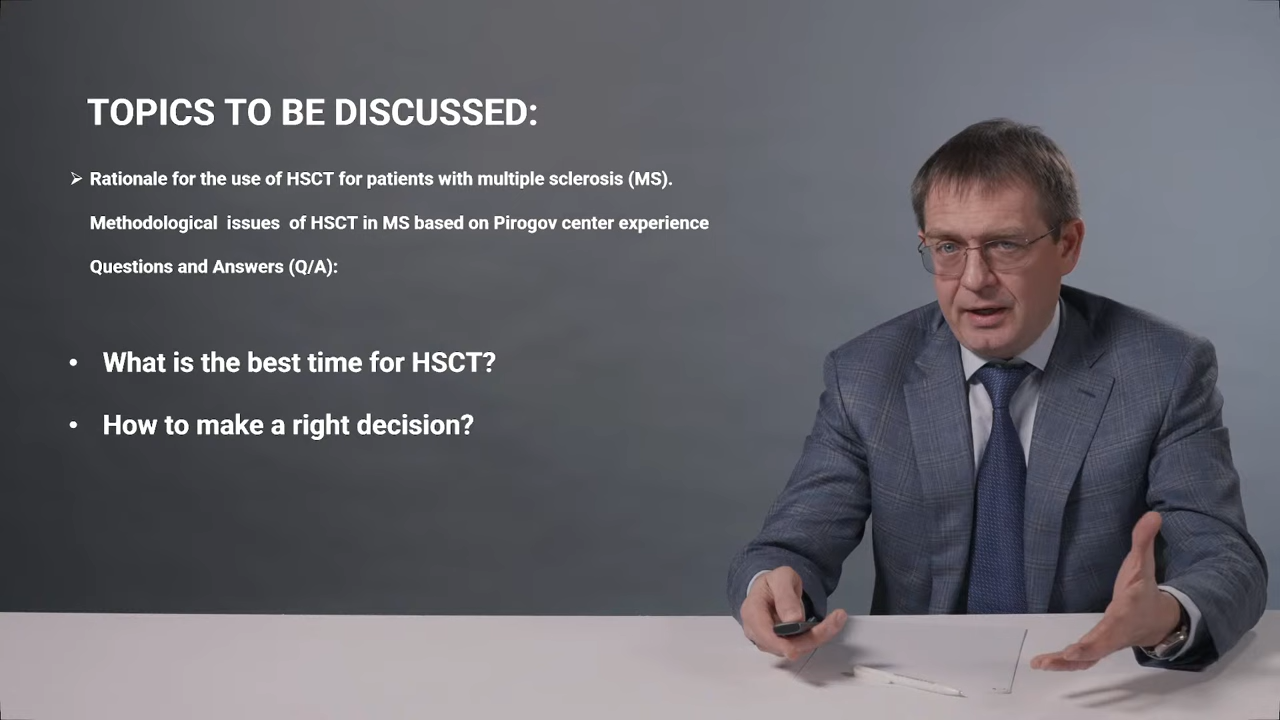 TOPICS TO BE DISCUSSED:
➢ Rationale for the use of HSCT for patients with multiple sclerosis (MS).
Methodological issues of HSCT in MS based on Pirogov center experience
Questions and Answers (Q/A):
• What is the best time for HSCT?
• How to make a right decision?